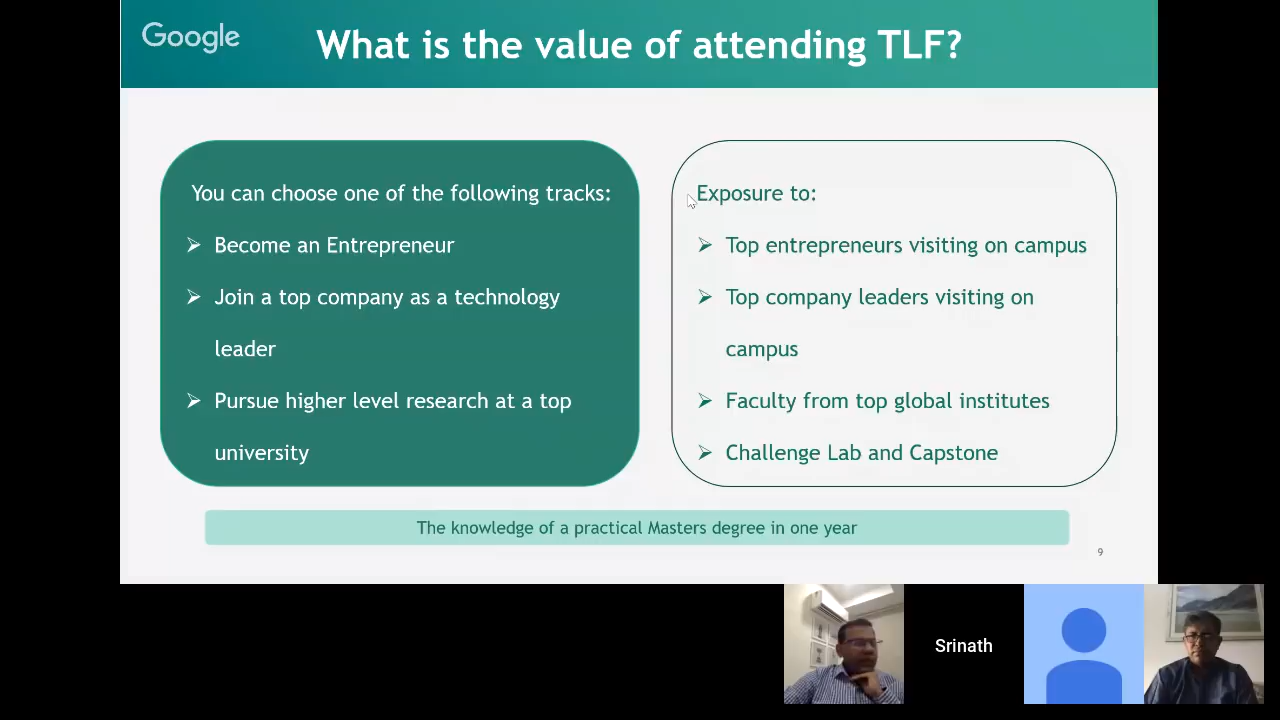 Google
What is the value of attending TLF?
You can choose one of the following tracks:
➢ Become an Entrepreneur
➢ Join a top company as a technology
leader
➢ Pursue higher level research at a top
university
Exposure to:
➢ Top entrepreneurs visiting on campus
➢ Top company leaders visiting on
campus
➢ Faculty from top global institutes
➢ Challenge Lab and Capstone
The knowledge of a practical Masters degree in one year
9
Srinath